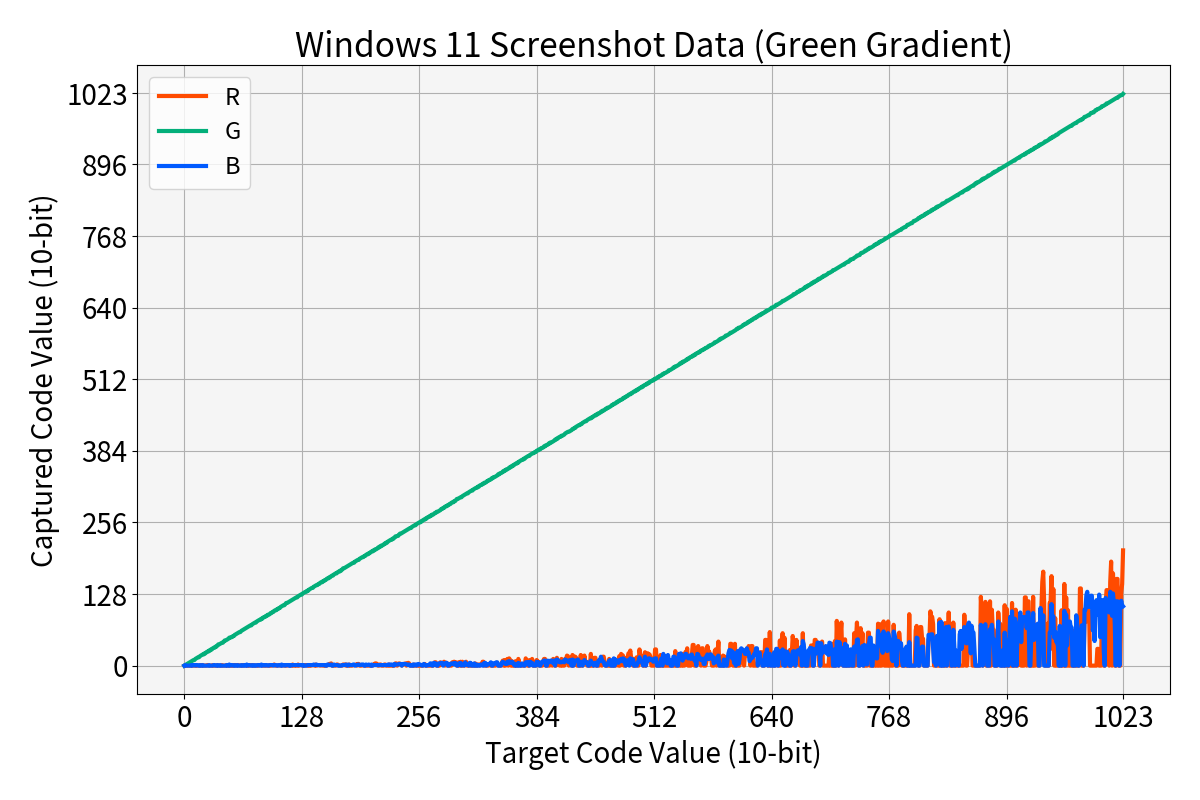 Windows 11 Screenshot Data (Green Gradient)
R
G
B
1023
896
768
640
512
384
256
128
0
Captured Code Value (10-bit)
0 128 256 384 512 640 768 896 1023
Target Code Value (10-bit)